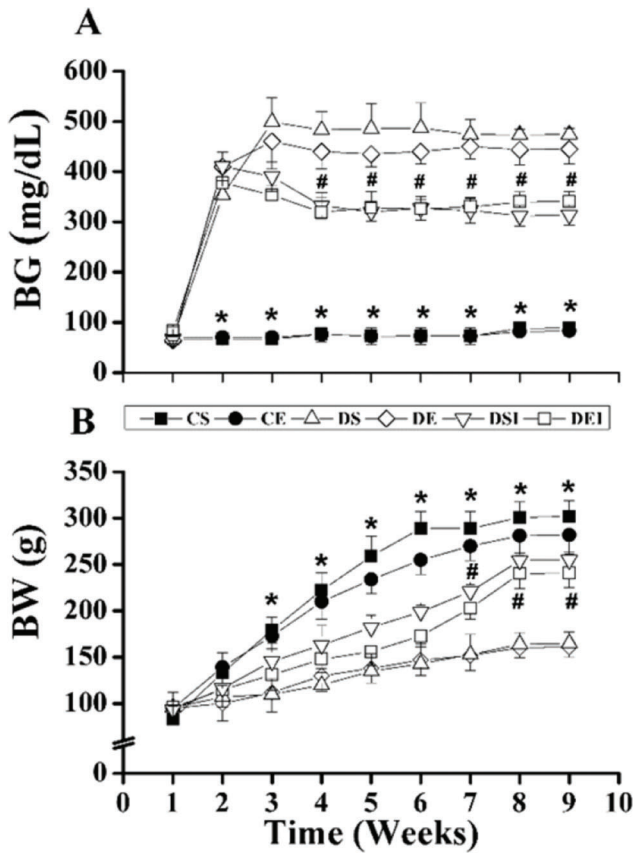 A
600
500
400
300
200
100
0
BG (mg/dL)
# # # # # #
* * * * * * * *
CS CE DS DE DSI DEI
B
350
300
250
200
150
100
0
BW (g)
* * * * * * *
# # #
0 1 2 3 4 5 6 7 8 9 10
Time (Weeks)